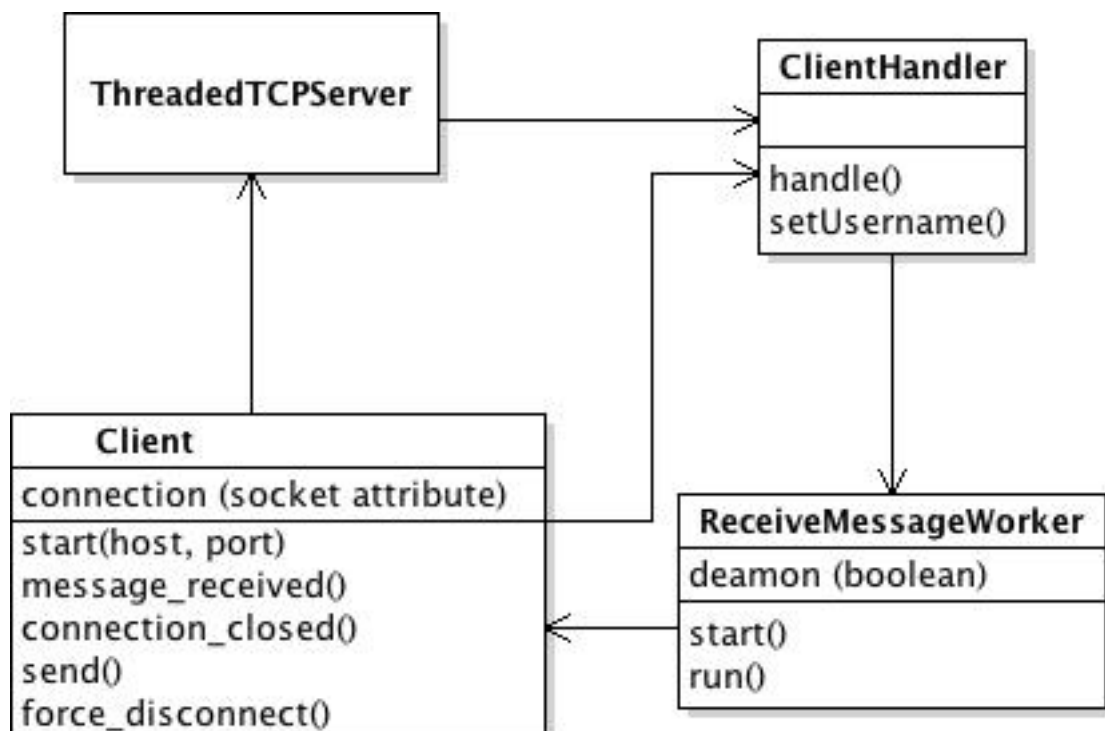 ThreadedTCPServer
ClientHandler
handle()
setUsername()
Client
connection (socket attribute)
start(host, port)
message_received()
connection_closed()
send()
force_disconnect()
ReceiveMessageWorker
deamon (boolean)
start()
run()